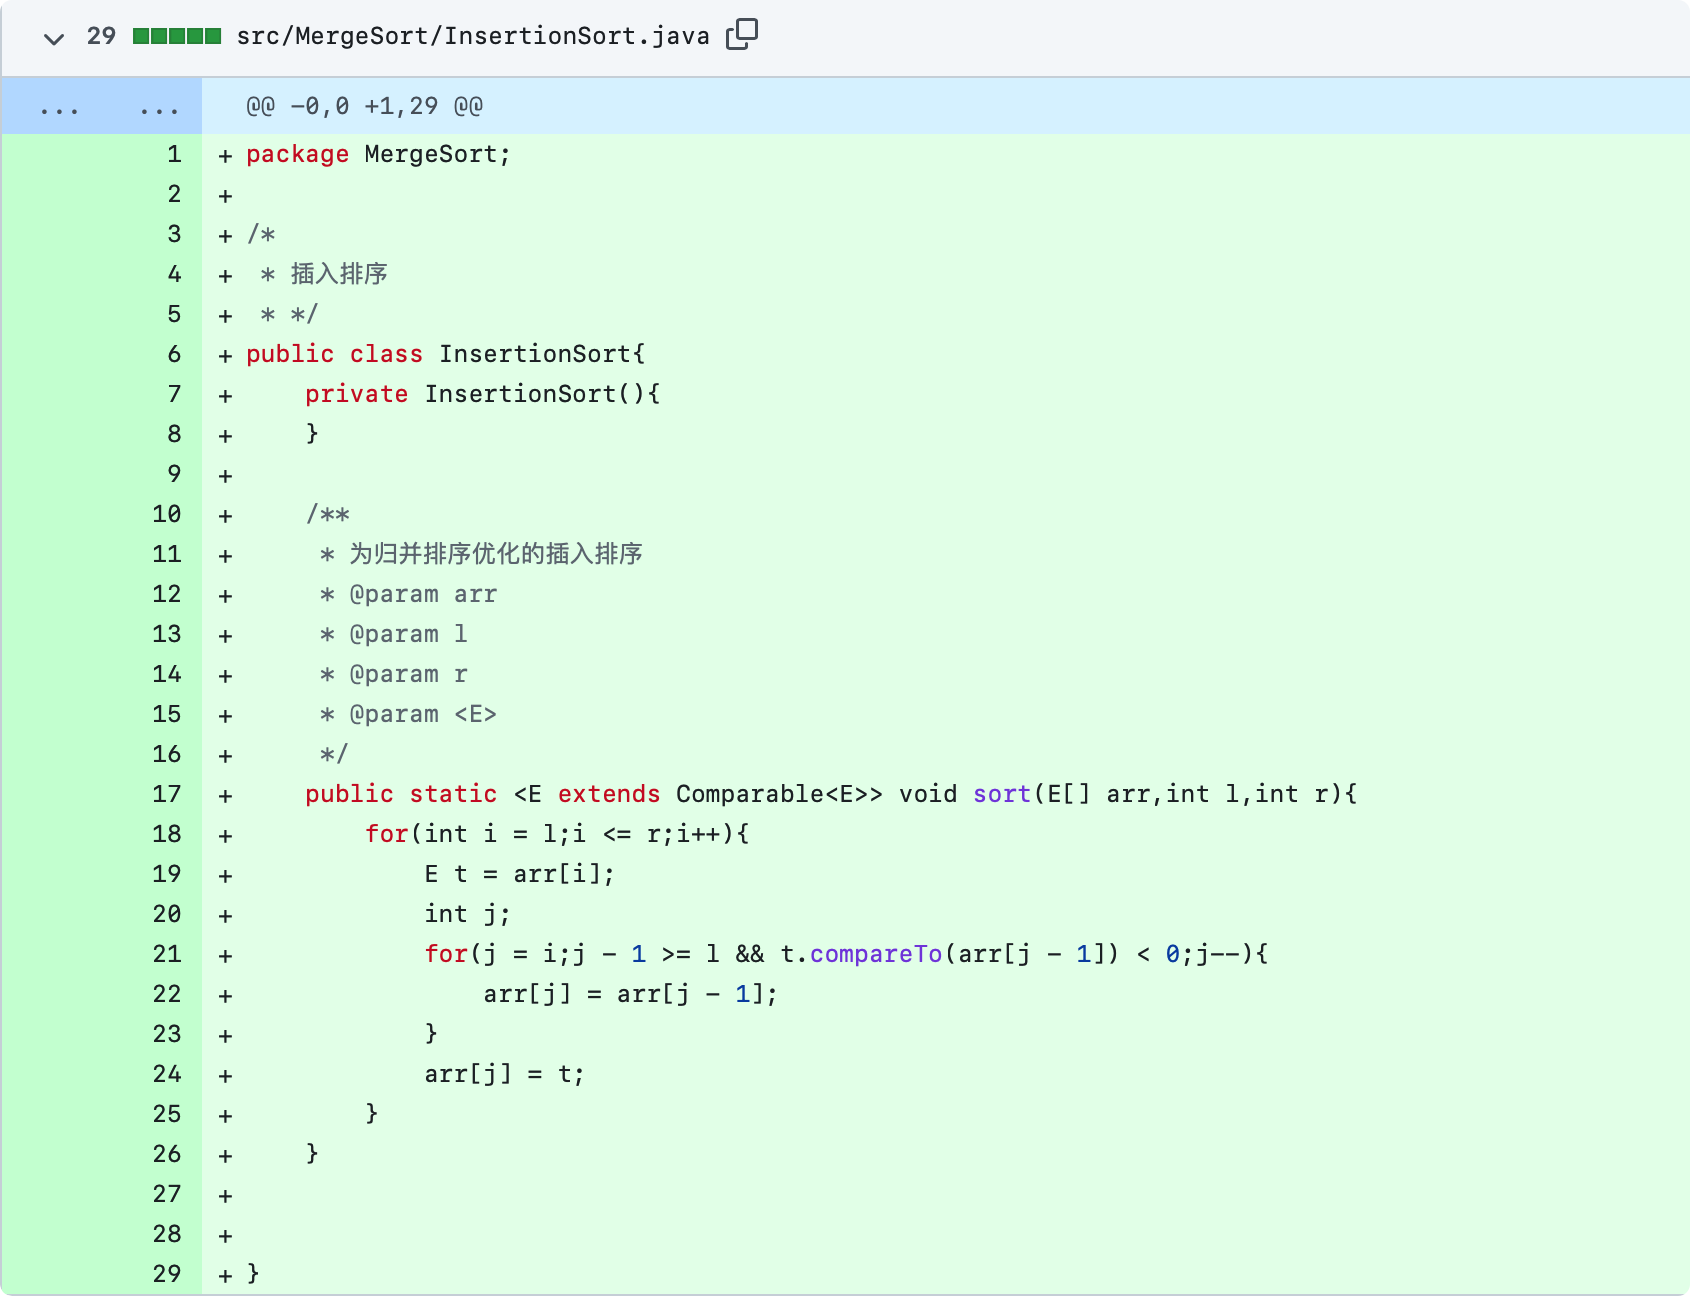 29 src/MergeSort/InsertionSort.java
... ... @@ -0,0 +1,29 @@
1 + package MergeSort;
2 +
3 + /*
4 +  * 插入排序
5 +  * */
6 + public class InsertionSort{
7 +     private InsertionSort(){
8 +     }
9 +
10 +     /**
11 +      * 为归并排序优化的插入排序
12 +      * @param arr
13 +      * @param l
14 +      * @param r
15 +      * @param <E>
16 +      */
17 +     public static <E extends Comparable<E>> void sort(E[] arr,int l,int r){
18 +         for(int i = l;i <= r;i++){
19 +             E t = arr[i];
20 +             int j;
21 +             for(j = i;j - 1 >= l && t.compareTo(arr[j - 1]) < 0;j--){
22 +                 arr[j] = arr[j - 1];
23 +             }
24 +             arr[j] = t;
25 +         }
26 +     }
27 +
28 +
29 + }